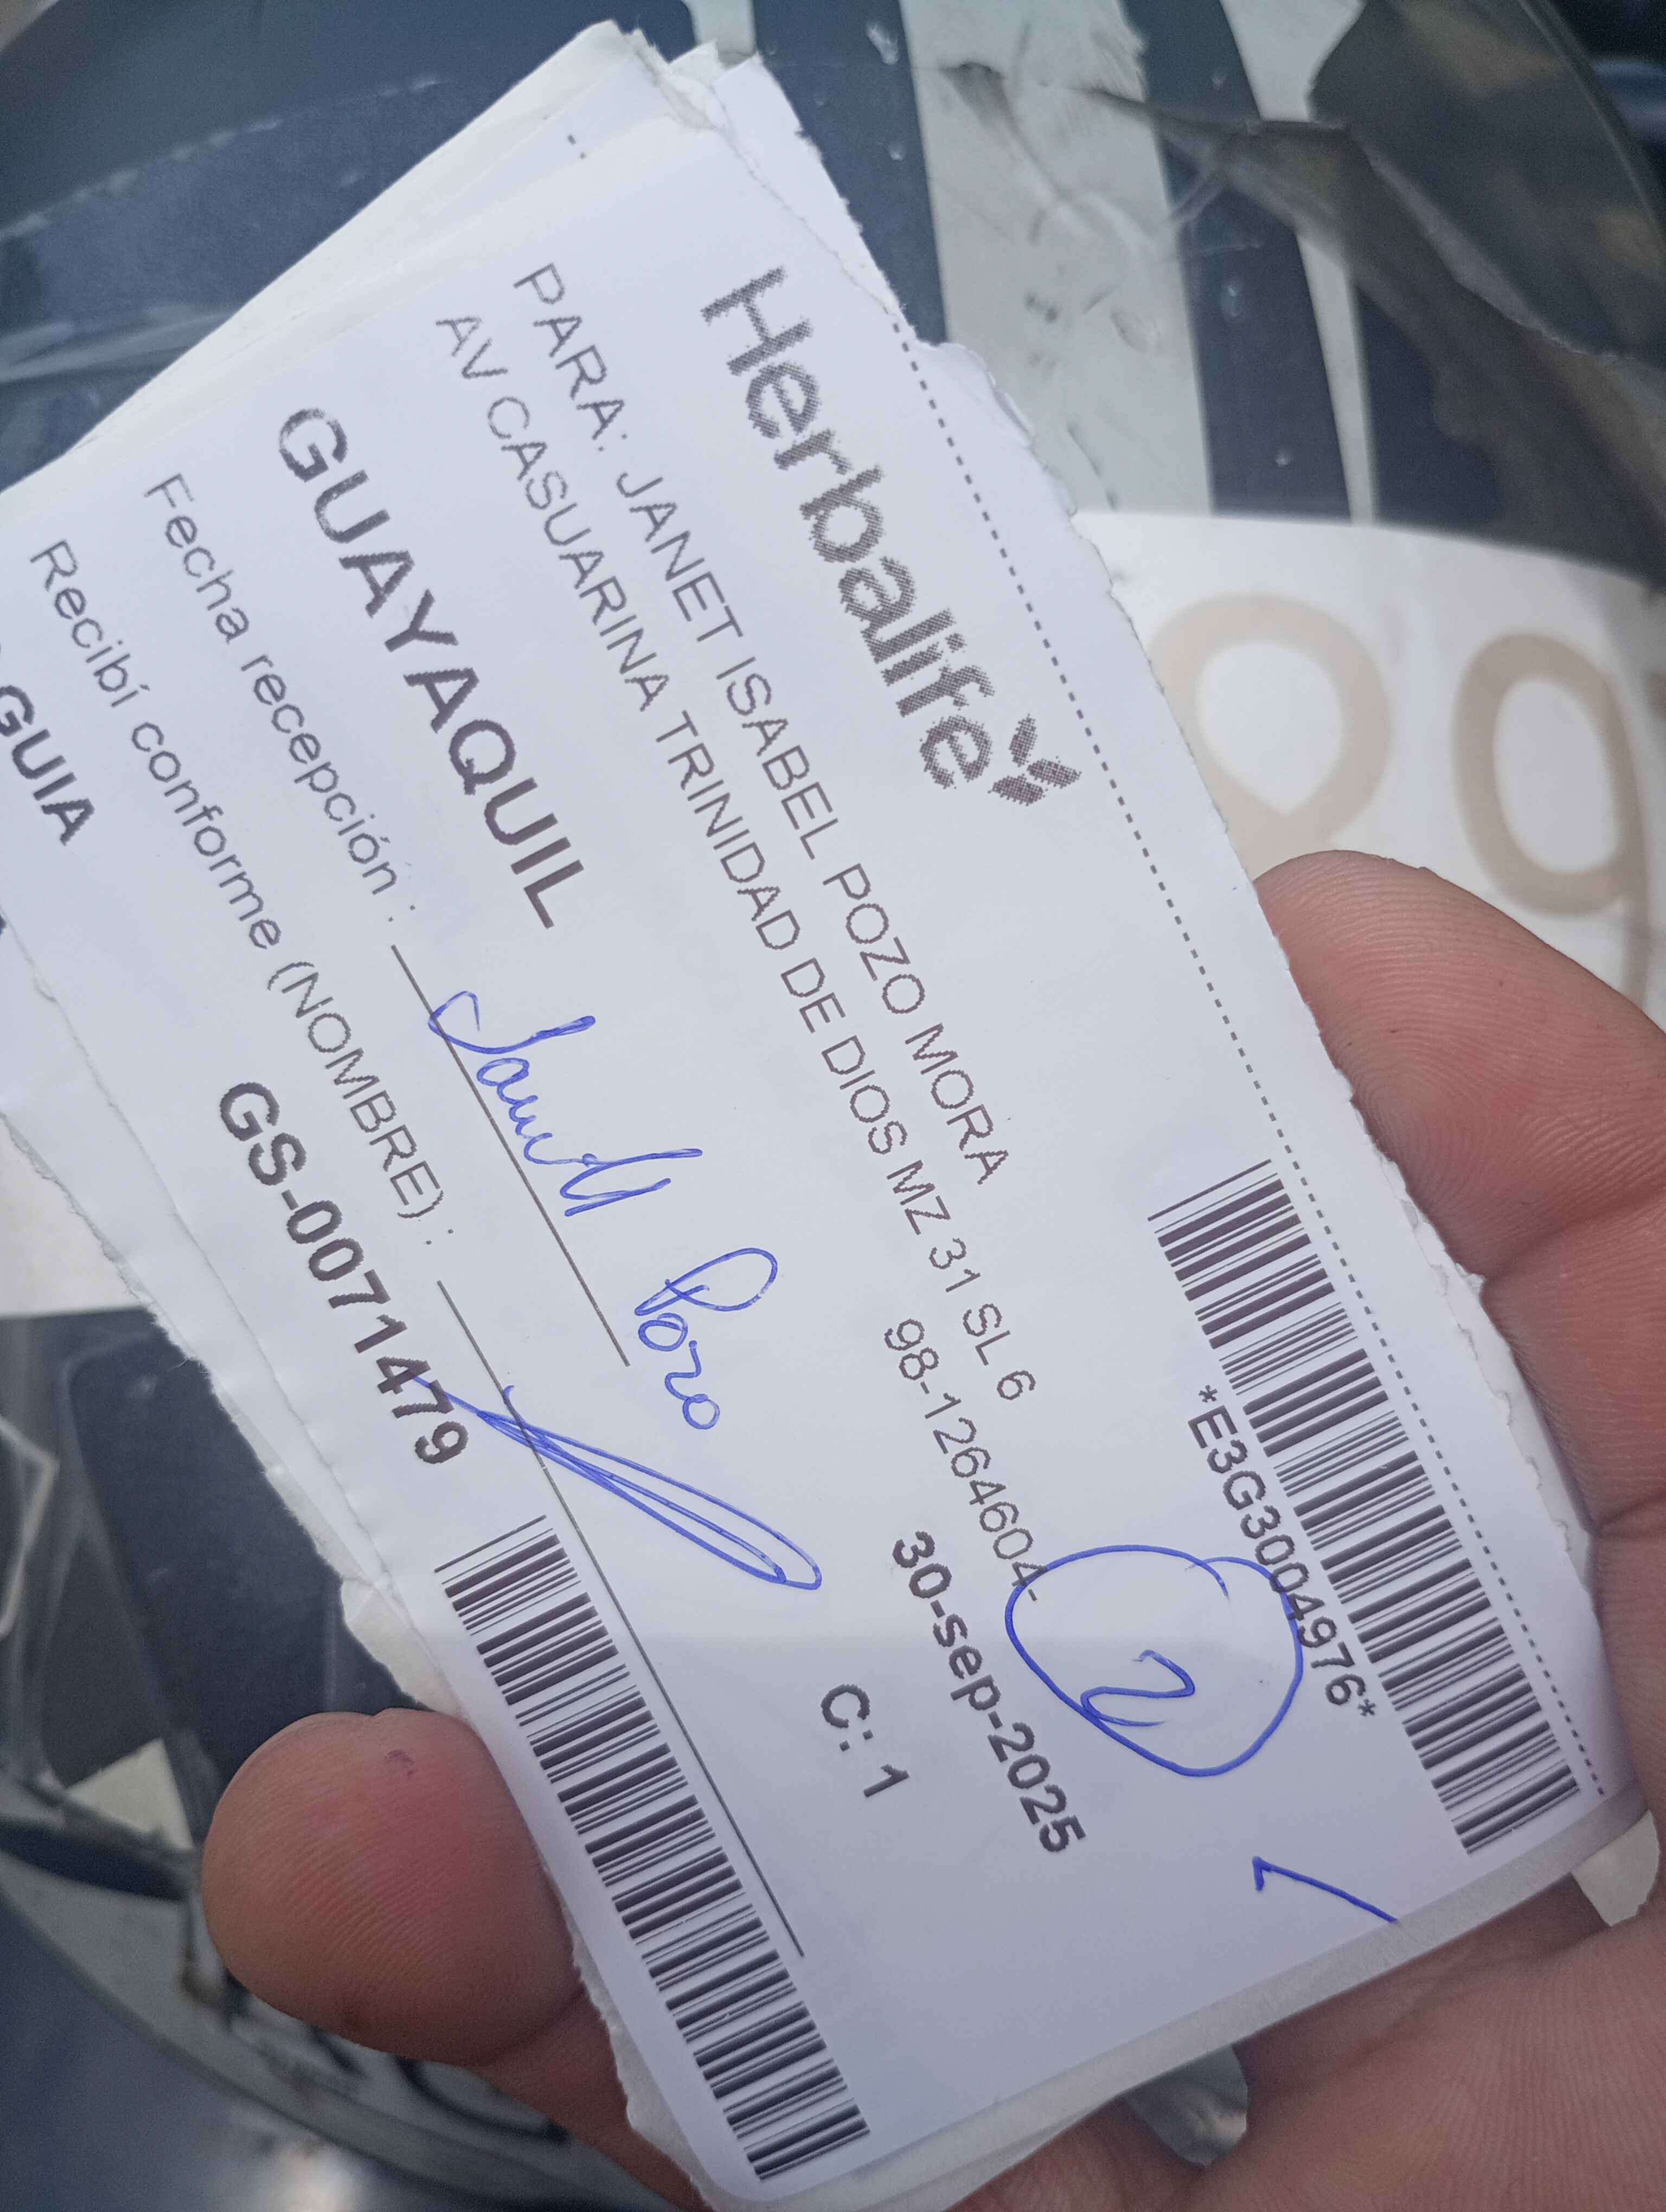 *E3G3004976*
Herbalife
2
1
PARA: JANET ISABEL POZO MORA
AV CASUARINA TRINIDAD DE DIOS MZ 31 SL 6
98-1264604-
30-sep-2025
GUAYAQUIL
C: 1
Fecha recepción :
Pozo
Recibí conforme (NOMBRE) :
GS-0071479
GUIA